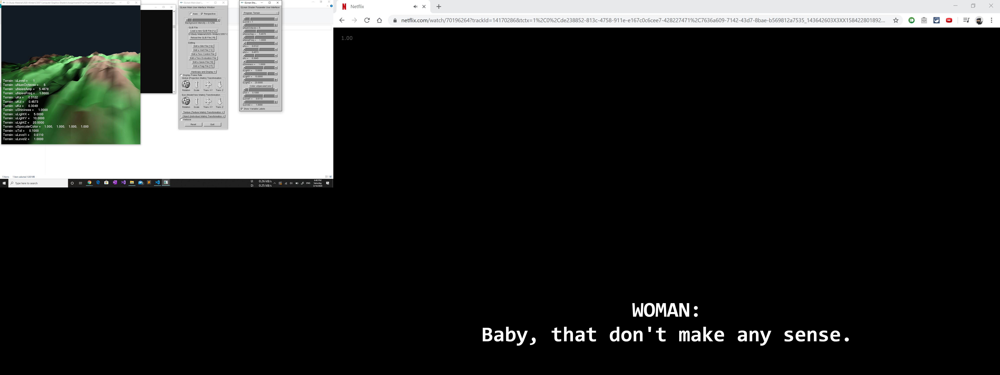 D:\Study Material\2020-Winter\CS557 Computer Graphics Shaders\Assignments\Final Project\FinalProject_Akash Agar...
Terrain : uLevel = 1
Terrain : uNumOctaves = 5
Terrain : uNoiseAmp = 5.4878
Terrain : uNoiseFreq = 1.0000
Terrain : uKa = 0.0122
Terrain : uKd = 0.4573
Terrain : uKs = 0.3049
Terrain : uShininess = 1.0000
Terrain : uLightX = 5.0000
Terrain : uLightY = 10.0000
Terrain : uLightZ = 20.0000
Terrain : uSpecularColor = 1.000, 1.000, 1.000, 1.000
Terrain : uTol = 0.1000
Terrain : uLevel1 = 0.6110
Terrain : uLevel2 = 1.0000
GLman Main User I...
GLman Main User Interface Window
Axes Perspective
Background Intensity = 0.1294
GLIB File
Load a new GLIB File [^L]
D:\Study Material\2020-Winter\CS557 C
Reload the GLIB File [^R]
Editing
Edit a Glib File [^G]
Edit a Vert File [^V]
Edit a Tess Control File
Edit a Tess Evaluation File
Edit a Geom File [^E]
Edit a Frag File [^F]
Hardcopy and Display +
Display Frame Rate
Global (Projection Matrix) Transformation
Rotation Scale Trans XY Trans Z
Eye (ModelView Matrix) Transformation
Rotation Scale Trans XY Trans Z
Texture (Texture Matrix) Transformation +
Object (Individual Matrix) Transformation +
Verbose
Reset Quit
GLman Sha...
GLman Shader Parameter User Interface
Program: Terrain
uLevel = 1
uNumOctaves = 5
uNoiseAmp = 5.4878
uNoiseFreq = 1.0000
uKa = 0.0122
uKd = 0.4573
uKs = 0.3049
uShininess = 1.0000
uLightX = 5.0000
uLightY = 10.0000
uLightZ = 20.0000
Color: uSpecularColor
uTol = 0.1000
uLevel1 = 0.6110
uLevel2 = 1.0000
Show Variable Labels
5 items 1 item selected 6.60 MB
Type here to search
U: 0.26 kB/s
D: 0.25 kB/s
ENG
4:40 PM
Saturday
3/14/2020
Netflix
netflix.com/watch/70196264?trackId=14170286&tctx=1%2C0%2Cde238852-813c-4758-911e-e167c0c6cee7-428227471%2C7636a609-7142-43d7-8bae-b569812a7535_143642603X3XX158422801892...
1.00
WOMAN:
Baby, that don't make any sense.